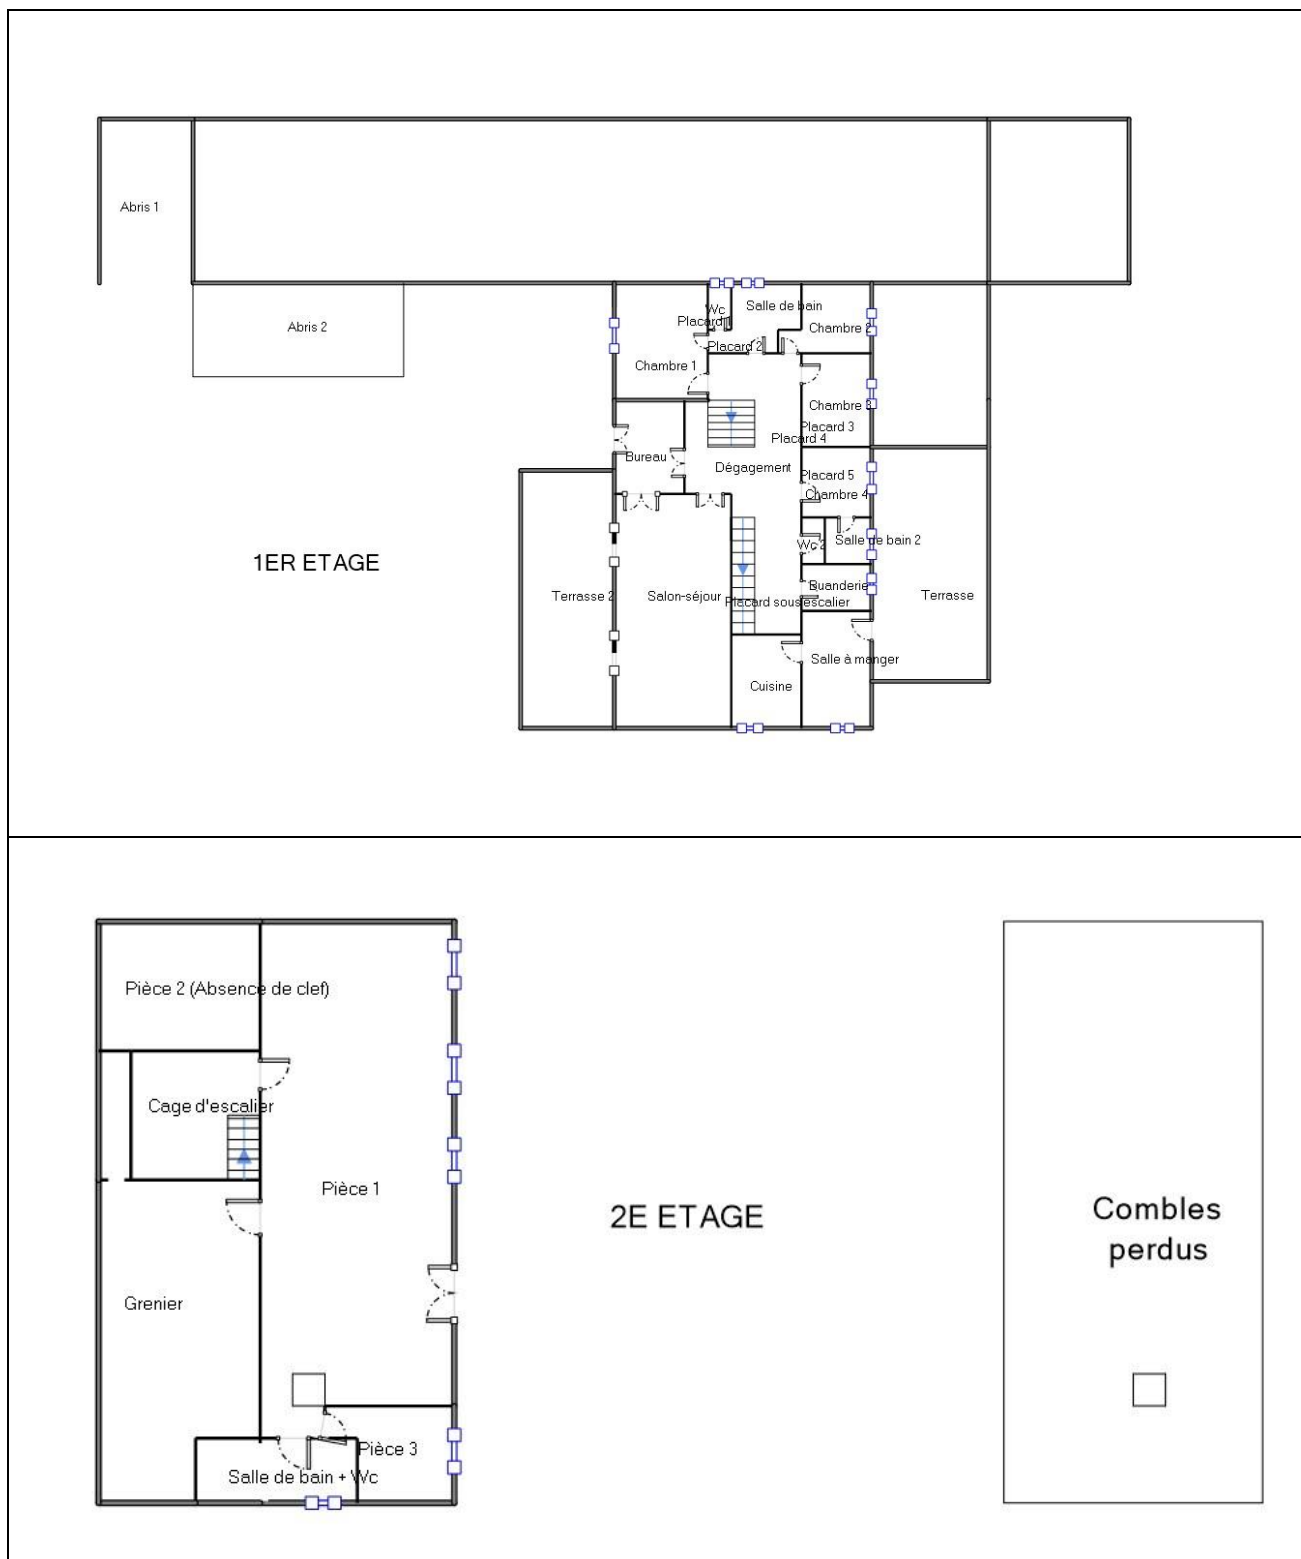 Abris 1
Abris 2
Wc
Salle de bain
Placard
Placard 2
Chambre 2
Chambre 1
Chambre 3
Placard 3
Placard 4
Bureau
Dégagement
Placard 5
Chambre 4
Wc 2
Salle de bain 2
1ER ETAGE
Terrasse 2
Salon-séjour
Buanderie
Placard sous escalier
Terrasse
Salle à manger
Cuisine
Pièce 2 (Absence de clef)
Cage d'escalier
Pièce 1
2E ETAGE
Combles
perdus
Grenier
Pièce 3
Salle de bain + Wc